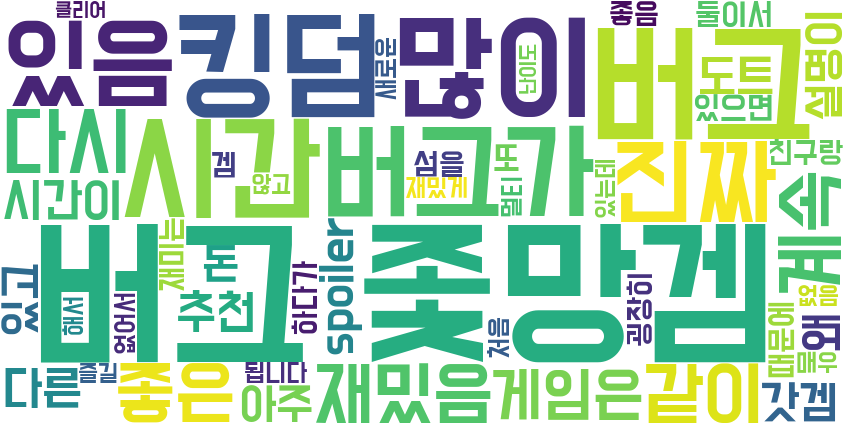 클리어
좋음
둘이서
있음
킹덤
많이
버그
새로운
난이도
도트
있으면
설명이
다시
시간
버그가
겜
섬을
또
진짜
친구랑
시간이
않고
재밌게
멀티
있는데
계속
버그
좆망겜
있고
해서
없어서
재미는
돈
추천
하다가
spoiler
처음
굉장히
때문에
왜
없음
매우
다른
즐길
좋은
됩니다
아주
재밌음
게임은
같이
갓겜